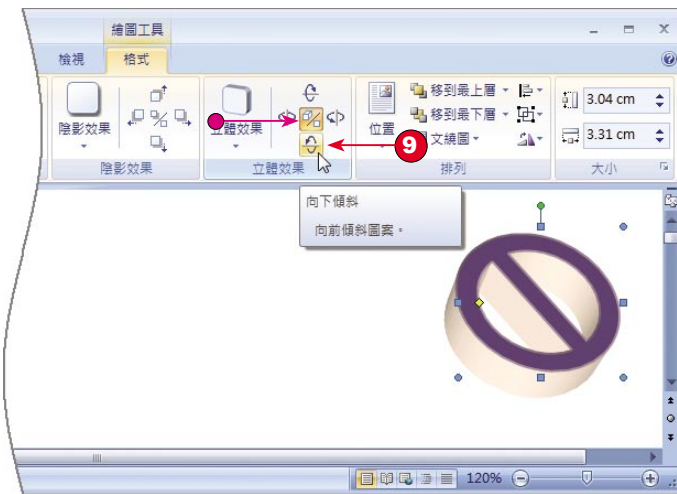 繪圖工具
檢視 格式
陰影效果 立體效果 位置 移到最上層 移到最下層 文繞圖 3.04 cm 3.31 cm
陰影效果 立體效果 排列 大小
9
向下傾斜
向前傾斜圖案。
120%